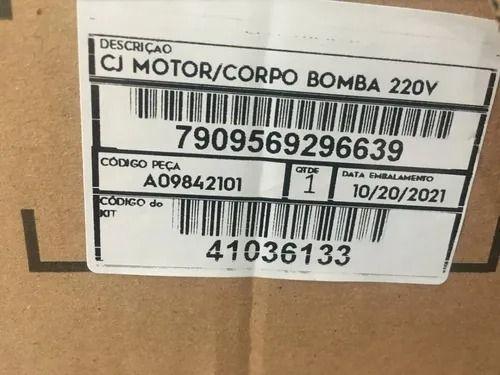 DESCRIÇAO
CJ MOTOR/CORPO BOMBA 220V
7909569296639
CÓDIGO PEÇA
A09842101
QTDE
1
DATA EMBALAMENTO
10/20/2021
CÓDIGO do
KIT
41036133